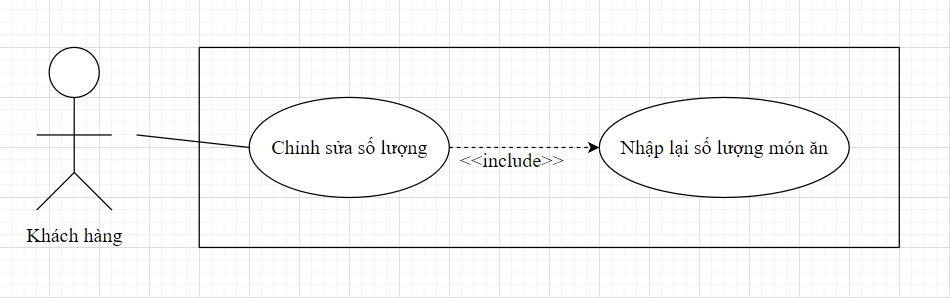 Chỉnh sửa số lượng
Nhập lại số lượng món ăn
<<include>>
Khách hàng